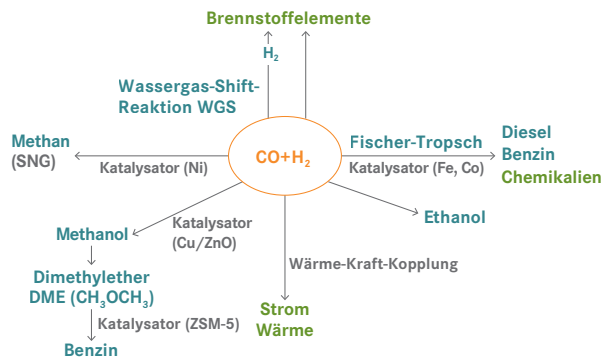 Brennstoffelemente
H₂
Wassergas-Shift-
Reaktion WGS
Methan
(SNG)
Katalysator (Ni)
CO+H₂
Fischer-Tropsch
Katalysator (Fe, Co)
Diesel
Benzin
Chemikalien
Ethanol
Katalysator
(Cu/ZnO)
Methanol
Wärme-Kraft-Kopplung
Dimethylether
DME (CH₃OCH₃)
Strom
Wärme
Katalysator (ZSM-5)
Benzin